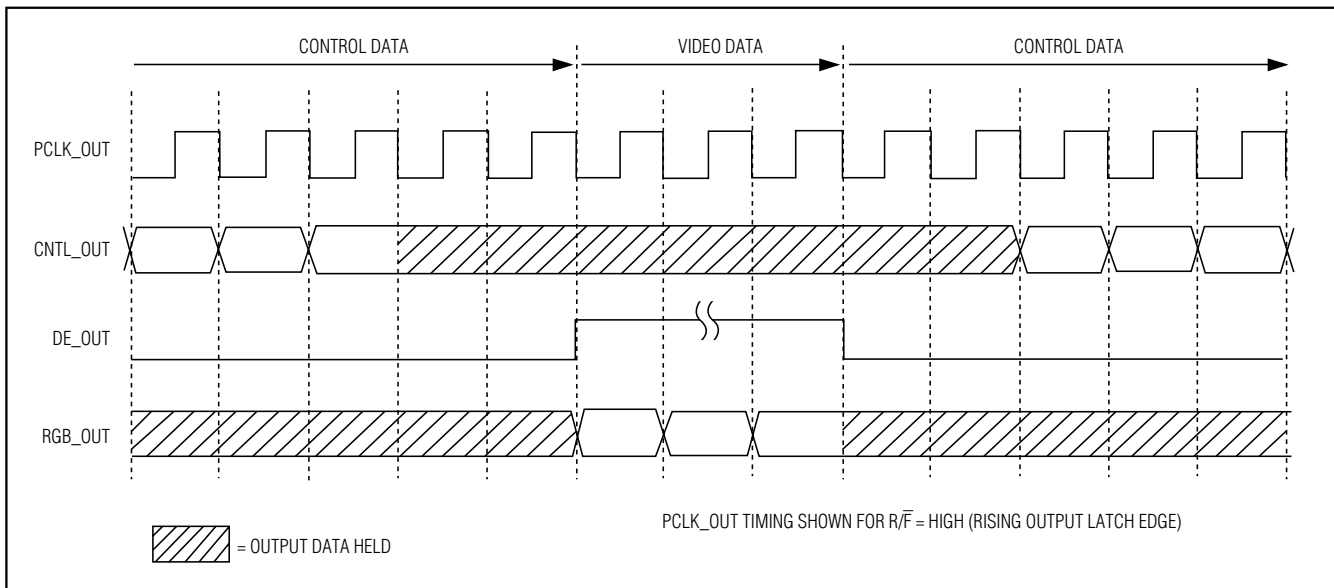 CONTROL DATA
VIDEO DATA
CONTROL DATA
PCLK_OUT
CNTL_OUT
DE_OUT
RGB_OUT
PCLK_OUT TIMING SHOWN FOR R/F̅ = HIGH (RISING OUTPUT LATCH EDGE)
= OUTPUT DATA HELD